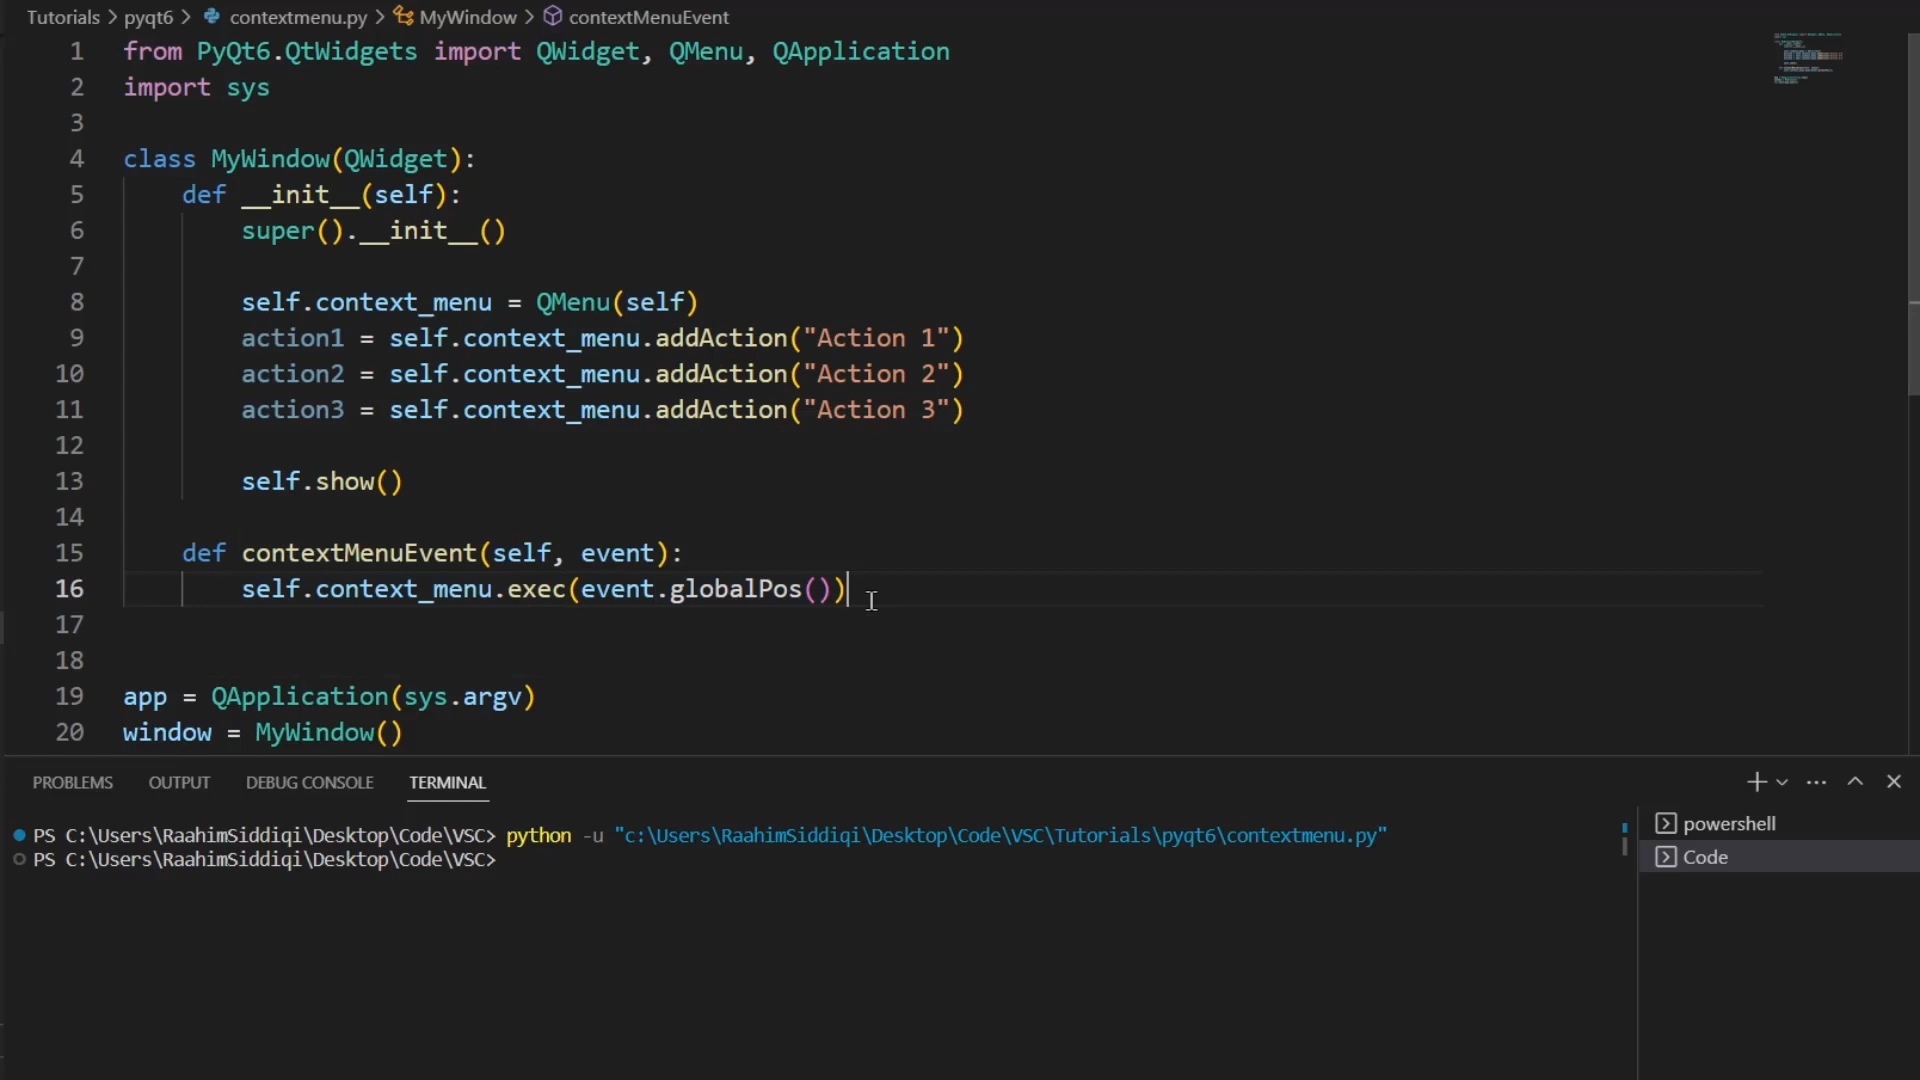 Tutorials > pyqt6 > contextmenu.py > MyWindow > contextMenuEvent
1 from PyQt6.QtWidgets import QWidget, QMenu, QApplication
2 import sys
3
4 class MyWindow(QWidget):
5     def __init__(self):
6         super().__init__()
7
8         self.context_menu = QMenu(self)
9         action1 = self.context_menu.addAction("Action 1")
10         action2 = self.context_menu.addAction("Action 2")
11         action3 = self.context_menu.addAction("Action 3")
12
13         self.show()
14
15     def contextMenuEvent(self, event):
16         self.context_menu.exec(event.globalPos())
17
18
19 app = QApplication(sys.argv)
20 window = MyWindow()
PROBLEMS OUTPUT DEBUG CONSOLE TERMINAL
PS C:\Users\RaahimSiddiqi\Desktop\Code\VSC> python -u "c:\Users\RaahimSiddiqi\Desktop\Code\VSC\Tutorials\pyqt6\contextmenu.py"
PS C:\Users\RaahimSiddiqi\Desktop\Code\VSC>
powershell
Code